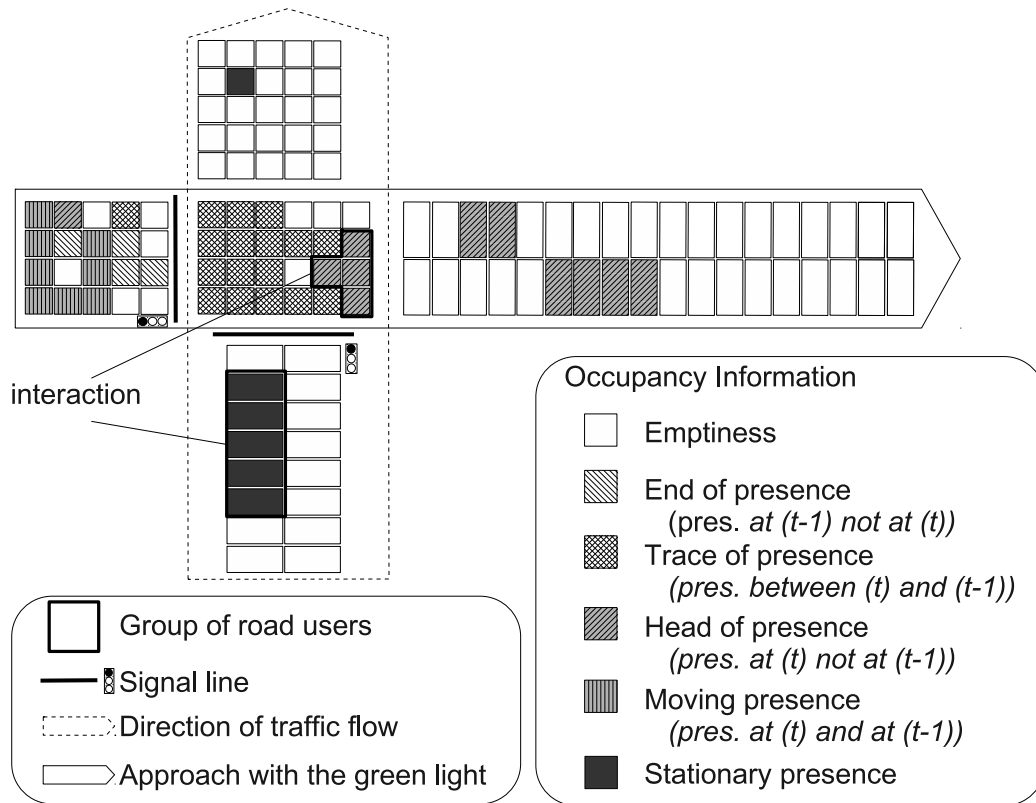 interaction
Occupancy Information
Emptiness
End of presence
(pres. at (t-1) not at (t))
Trace of presence
(pres. between (t) and (t-1))
Head of presence
(pres. at (t) not at (t-1))
Moving presence
(pres. at (t) and at (t-1))
Stationary presence
Group of road users
Signal line
Direction of traffic flow
Approach with the green light